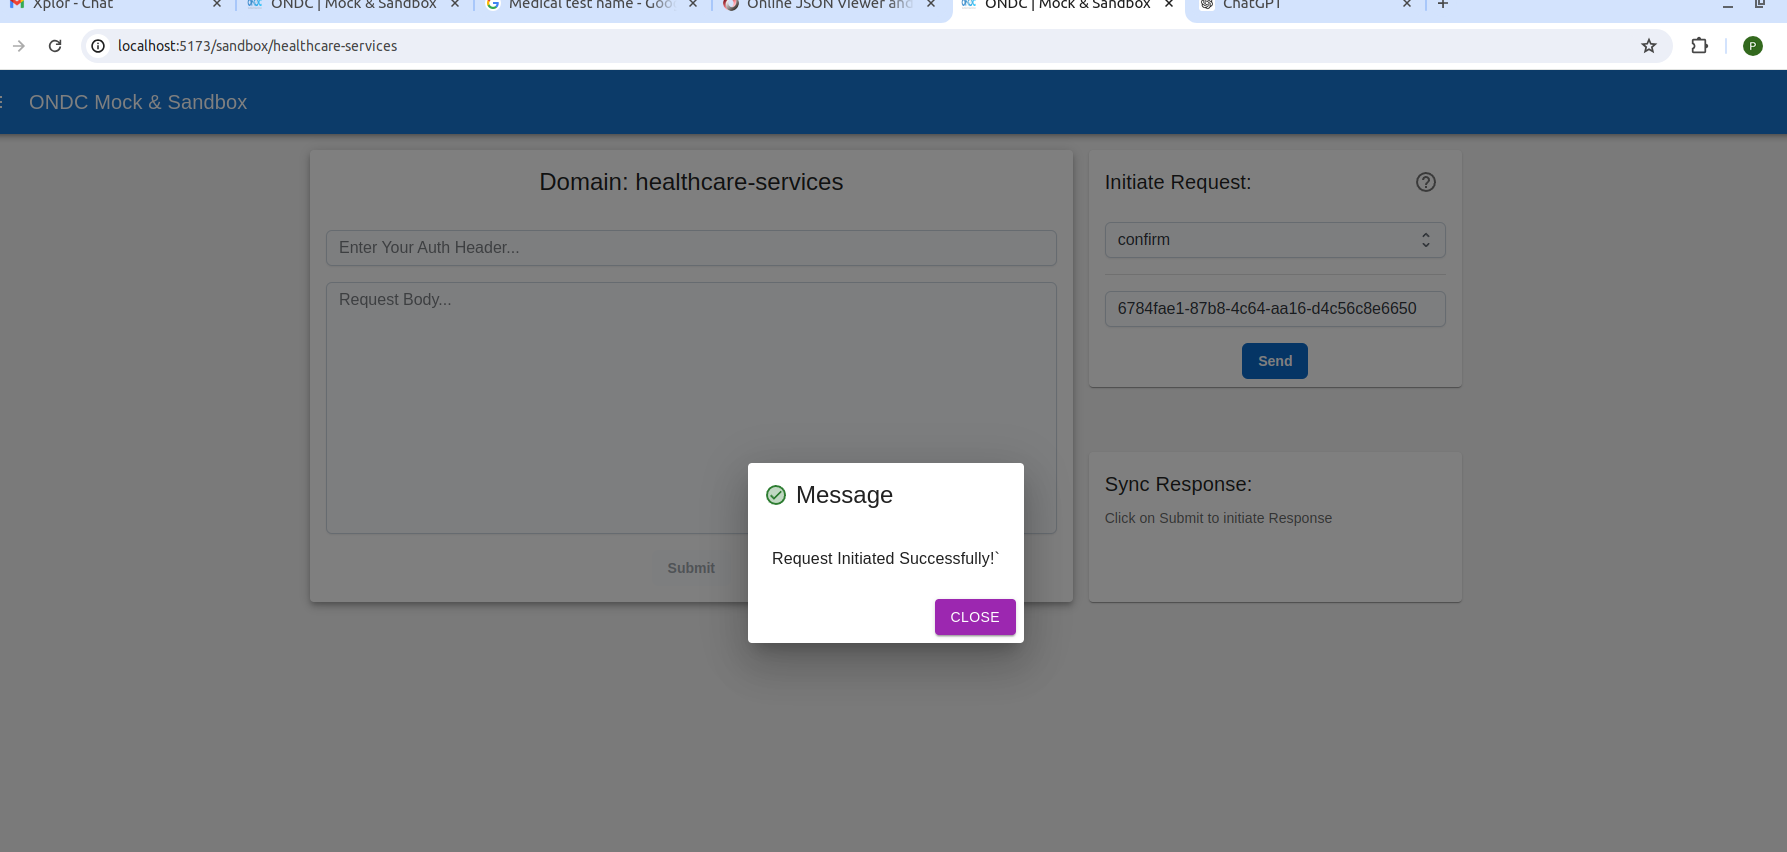 Xplor - Chat
ONDC | Mock & Sandbox
Medical test name - Goo
Online JSON Viewer and
ONDC | Mock & Sandbox
ChatGPT
localhost:5173/sandbox/healthcare-services
P
ONDC Mock & Sandbox
Domain: healthcare-services
Enter Your Auth Header...
Request Body...
Submit
Initiate Request:
confirm
6784fae1-87b8-4c64-aa16-d4c56c8e6650
Send
Sync Response:
Click on Submit to initiate Response
Message
Request Initiated Successfully!`
CLOSE